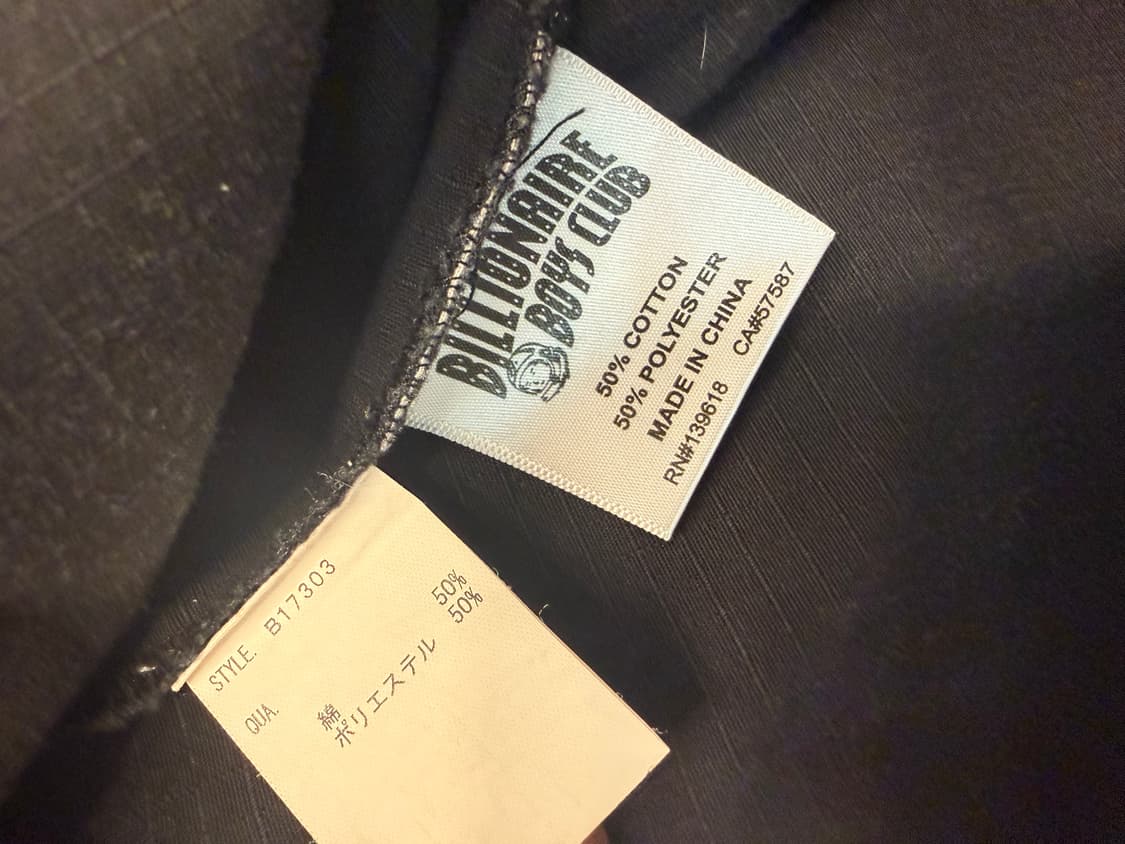 BILLIONAIRE
BOYS CLUB
50% COTTON
50% POLYESTER
MADE IN CHINA
RN#139618 CA#57587
STYLE. B17303
QUA.
綿 50%
ポリエステル 50%